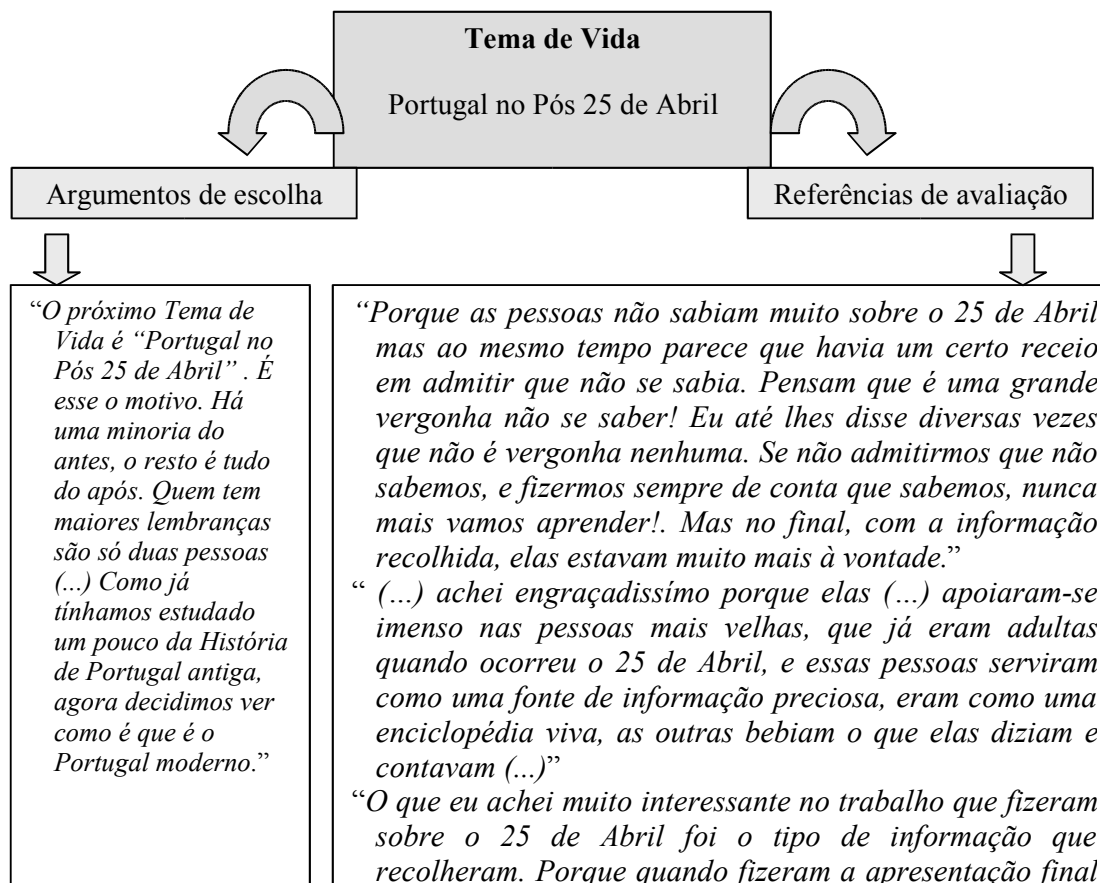 Tema de Vida
Portugal no Pós 25 de Abril
Argumentos de escolha
Referências de avaliação
“O próximo Tema de
Vida é “Portugal no
Pós 25 de Abril” . É
esse o motivo. Há
uma minoria do
antes, o resto é tudo
do após. Quem tem
maiores lembranças
são só duas pessoas
(...) Como já
tínhamos estudado
um pouco da História
de Portugal antiga,
agora decidimos ver
como é que é o
Portugal moderno.”
“Porque as pessoas não sabiam muito sobre o 25 de Abril
mas ao mesmo tempo parece que havia um certo receio
em admitir que não se sabia. Pensam que é uma grande
vergonha não se saber! Eu até lhes disse diversas vezes
que não é vergonha nenhuma. Se não admitirmos que não
sabemos, e fizermos sempre de conta que sabemos, nunca
mais vamos aprender!. Mas no final, com a informação
recolhida, elas estavam muito mais à vontade.”
“ (...) achei engraçadissímo porque elas (...) apoiaram-se
imenso nas pessoas mais velhas, que já eram adultas
quando ocorreu o 25 de Abril, e essas pessoas serviram
como uma fonte de informação preciosa, eram como uma
enciclopédia viva, as outras bebiam o que elas diziam e
contavam (...)”
“O que eu achei muito interessante no trabalho que fizeram
sobre o 25 de Abril foi o tipo de informação que
recolheram. Porque quando fizeram a apresentação final